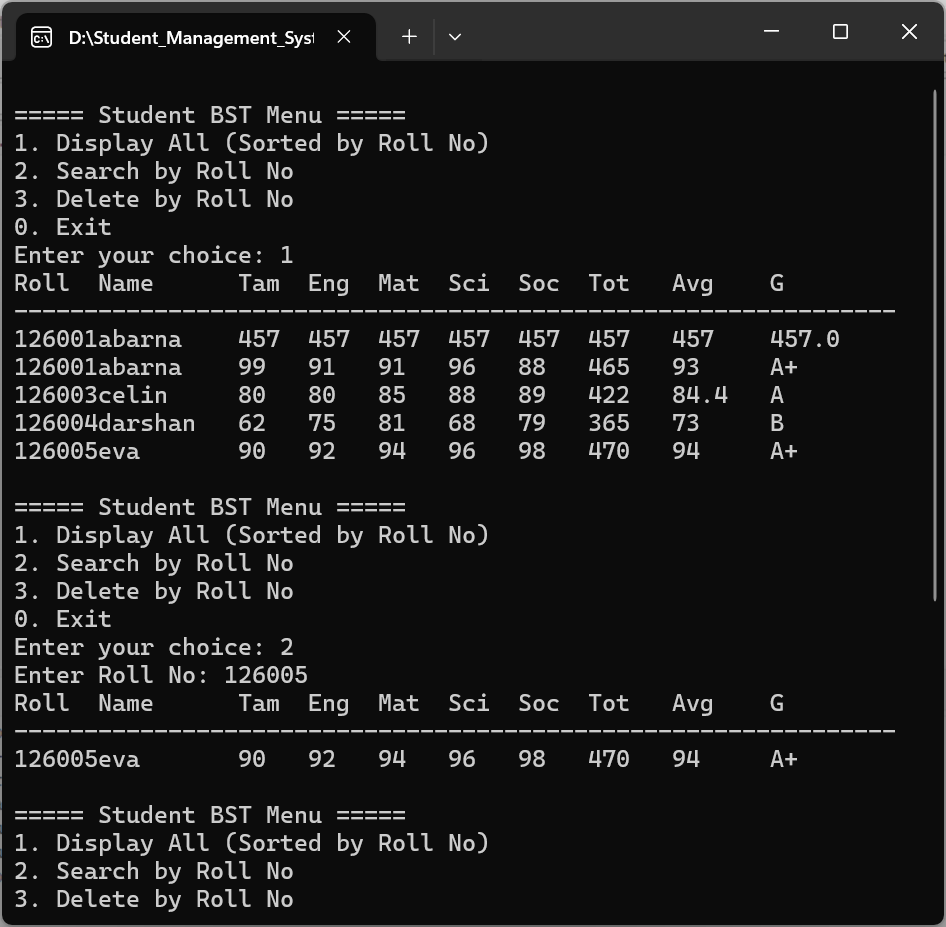 D:\Student_Management_Syst
===== Student BST Menu =====
1. Display All (Sorted by Roll No)
2. Search by Roll No
3. Delete by Roll No
0. Exit
Enter your choice: 1
Roll  Name      Tam  Eng  Mat  Sci  Soc  Tot   Avg    G
---------------------------------------------------------------
126001abarna    457  457  457  457  457  457   457    457.0
126001abarna    99   91   91   96   88   465   93     A+
126003celin     80   80   85   88   89   422   84.4   A
126004darshan   62   75   81   68   79   365   73     B
126005eva       90   92   94   96   98   470   94     A+
===== Student BST Menu =====
1. Display All (Sorted by Roll No)
2. Search by Roll No
3. Delete by Roll No
0. Exit
Enter your choice: 2
Enter Roll No: 126005
Roll  Name      Tam  Eng  Mat  Sci  Soc  Tot   Avg    G
---------------------------------------------------------------
126005eva       90   92   94   96   98   470   94     A+
===== Student BST Menu =====
1. Display All (Sorted by Roll No)
2. Search by Roll No
3. Delete by Roll No